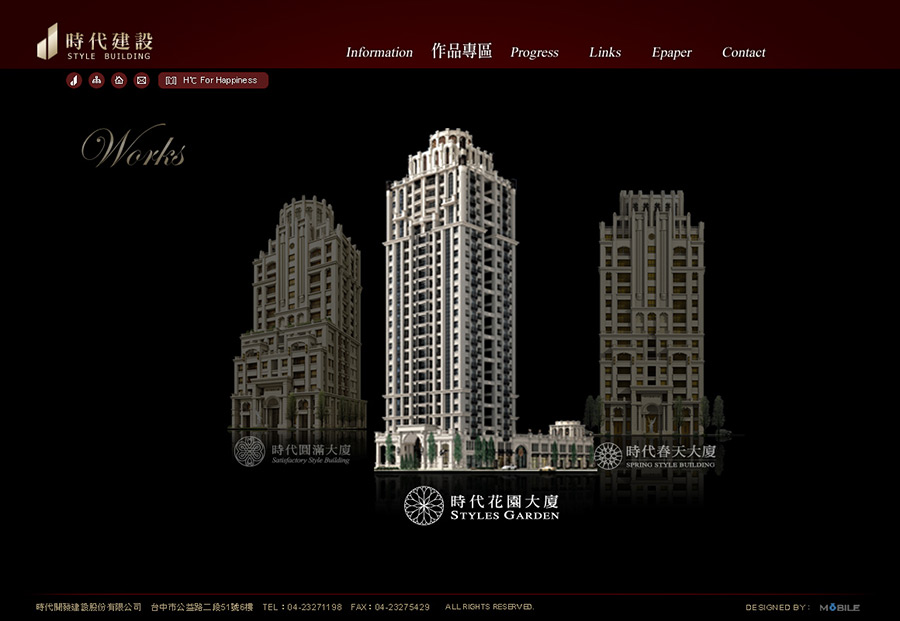 時代建設
STYLE BUILDING
Information 作品專區 Progress Links Epaper Contact
H℃ For Happiness
Works
時代圓滿大廈
Satisfactory Style Building
時代春天大廈
SPRING STYLE BUILDING
時代花園大廈
STYLES GARDEN
時代開發建設股份有限公司 台中市公益路二段51號6樓 TEL：04-23271198 FAX：04-23275429 ALL RIGHTS RESERVED.
DESIGNED BY： MÖBILE